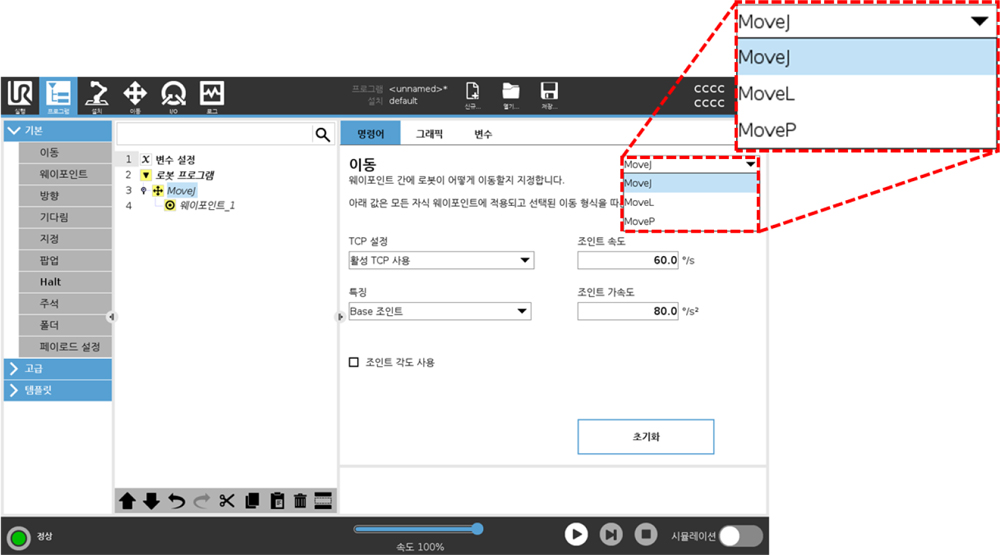 MoveJ
MoveJ
MoveL
MoveP
UR
실행
프로그램
설치
이동
I/O
로그
프로그램 <unnamed>*
설치 default
신규...
열기...
저장...
CCCC
CCCC
기본
이동
웨이포인트
방향
기다림
지정
팝업
Halt
주석
폴더
페이로드 설정
고급
템플릿
1 X 변수 설정
2 로봇 프로그램
3 MoveJ
4 웨이포인트_1
명령어 그래픽 변수
이동
웨이포인트 간에 로봇이 어떻게 이동할지 지정합니다.
아래 값은 모든 자식 웨이포인트에 적용되고 선택된 이동 형식을 따
MoveJ
MoveJ
MoveL
MoveP
TCP 설정
활성 TCP 사용
조인트 속도
60.0 °/s
특징
Base 조인트
조인트 가속도
80.0 °/s²
조인트 각도 사용
초기화
정상
속도 100%
시뮬레이션